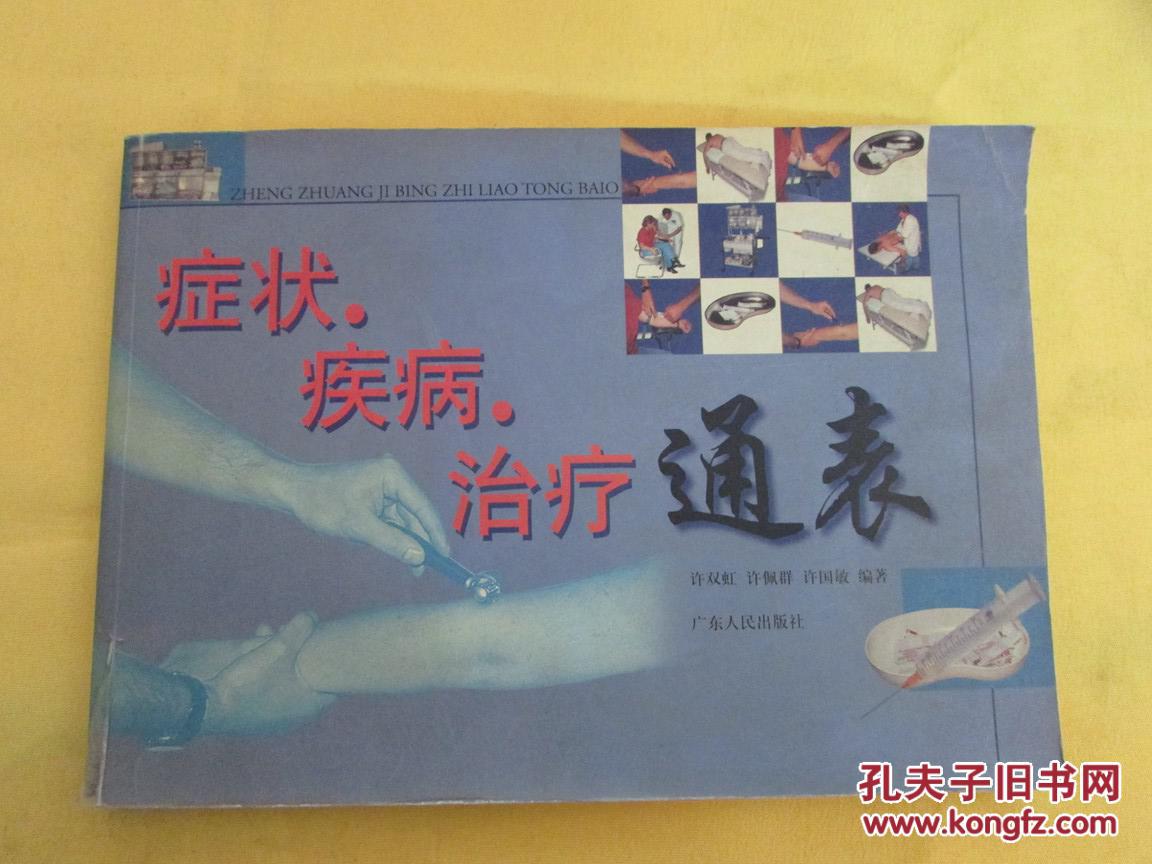 ZHENG ZHUANG JI BING ZHI LIAO TONG BAIO
症状·
疾病·
治疗 通表
许双虹 许佩群 许国敏 编著
广东人民出版社
孔夫子旧书网
www.kongfz.com